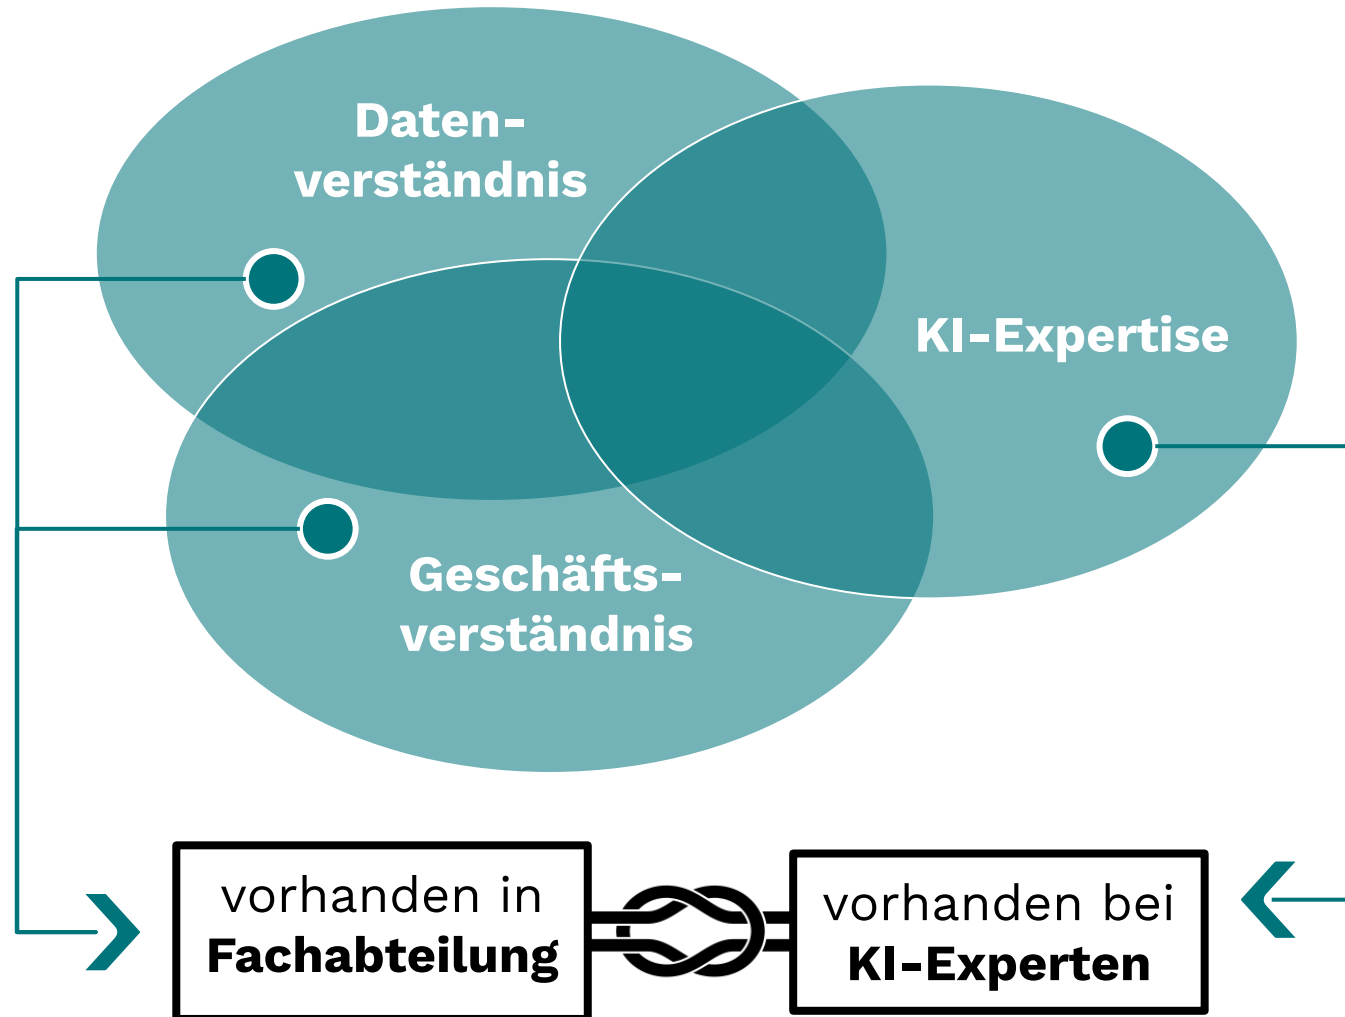 Daten-
verständnis
KI-Expertise
Geschäfts-
verständnis
vorhanden in
Fachabteilung
vorhanden bei
KI-Experten